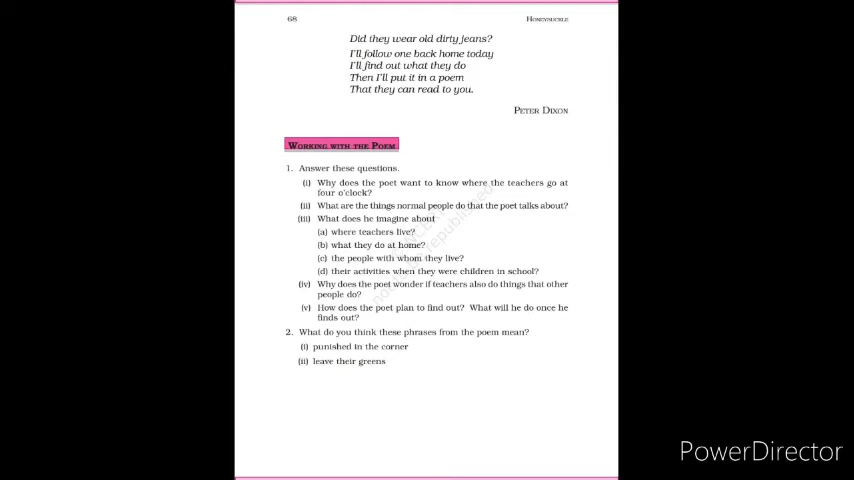 68 HONEYSUCKLE
Did they wear old dirty jeans?
I'll follow one back home today
I'll find out what they do
Then I'll put it in a poem
That they can read to you.
PETER DIXON
WORKING WITH THE POEM
1. Answer these questions.
(i) Why does the poet want to know where the teachers go at
four o'clock?
(ii) What are the things normal people do that the poet talks about?
(iii) What does he imagine about
(a) where teachers live?
(b) what they do at home?
(c) the people with whom they live?
(d) their activities when they were children in school?
(iv) Why does the poet wonder if teachers also do things that other
people do?
(v) How does the poet plan to find out? What will he do once he
finds out?
2. What do you think these phrases from the poem mean?
(i) punished in the corner
(ii) leave their greens
republished
PowerDirector